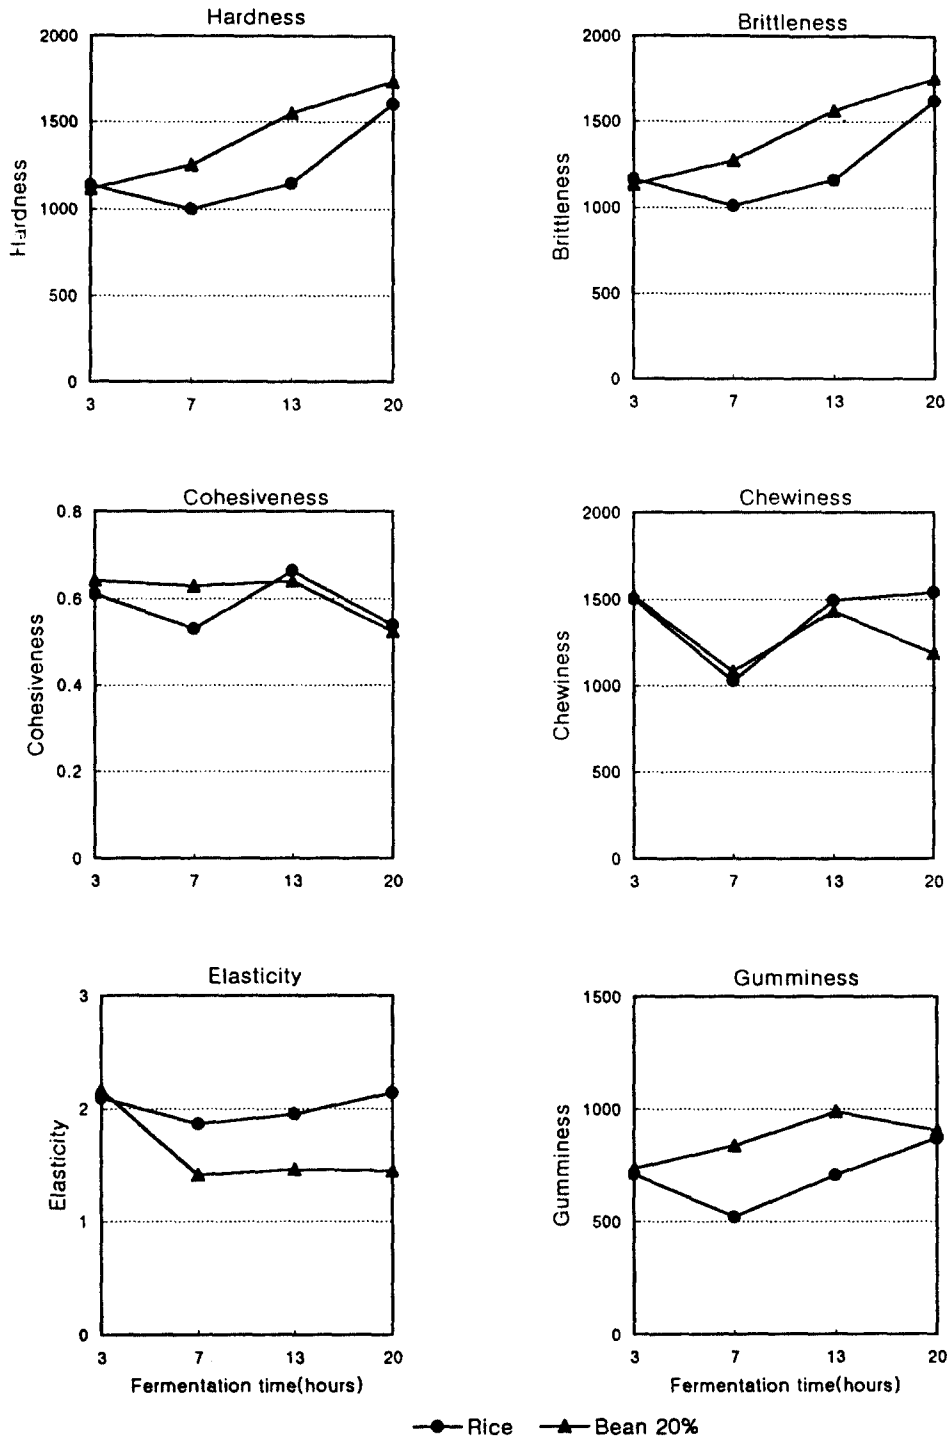 Hardness
2000
1500
1000
500
0
Hardness
3 7 13 20
Brittleness
2000
1500
1000
500
0
Brittleness
3 7 13 20
Cohesiveness
0.8
0.6
0.4
0.2
0
Cohesiveness
3 7 13 20
Chewiness
2000
1500
1000
500
0
Chewiness
3 7 13 20
Elasticity
3
2
1
0
Elasticity
3 7 13 20
Fermentation time(hours)
Gumminess
1500
1000
500
0
Gumminess
3 7 13 20
Fermentation time(hours)
Rice Bean 20%